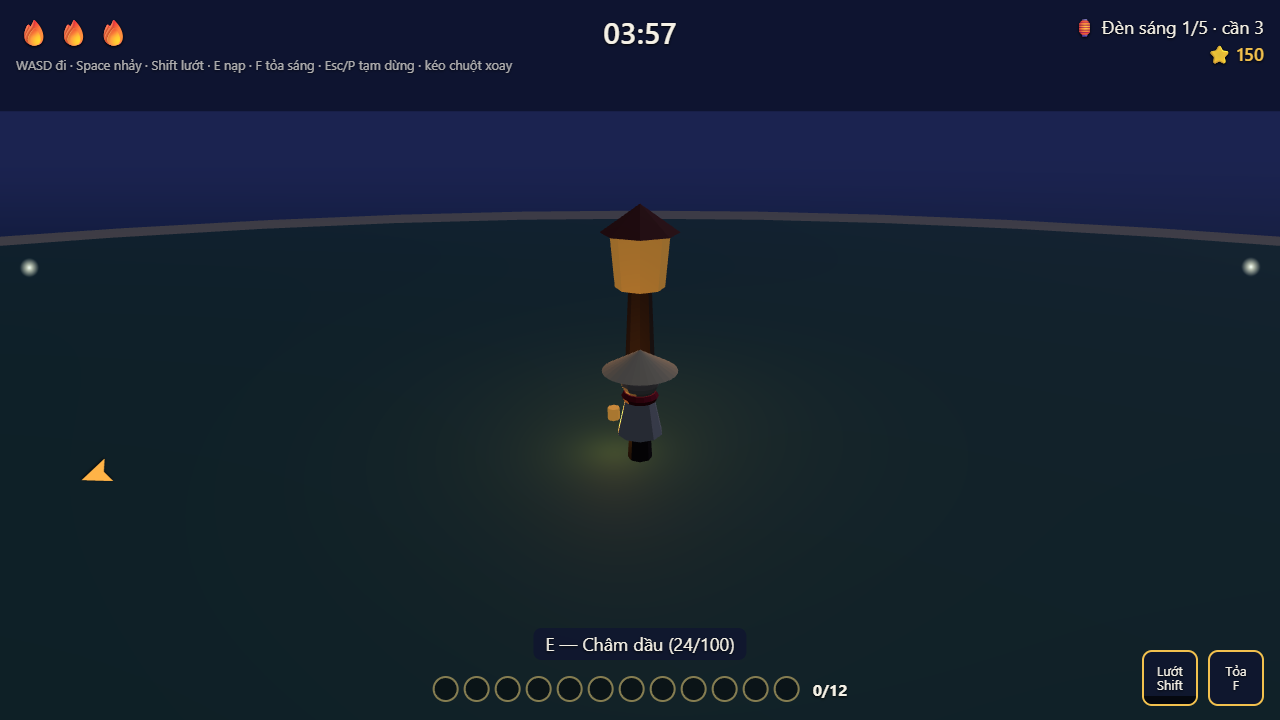 03:57
Đèn sáng 1/5 · cần 3
150
WASD đi · Space nhảy · Shift lướt · E nạp · F tỏa sáng · Esc/P tạm dừng · kéo chuột xoay
E — Châm dầu (24/100)
0/12
Lướt
Shift
Tỏa
F